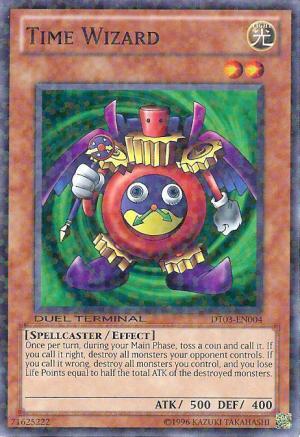 TIME WIZARD
LIGHT
光
DUEL TERMINAL
DT03-EN004
[SPELLCASTER / EFFECT]
Once per turn, during your Main Phase, toss a coin and call it. If
you call it right, destroy all monsters your opponent controls. If
you call it wrong, destroy all monsters you control, and you lose
Life Points equal to half the total ATK of the destroyed monsters.
ATK/ 500 DEF/ 400
71625222
©1996 KAZUKI TAKAHASHI